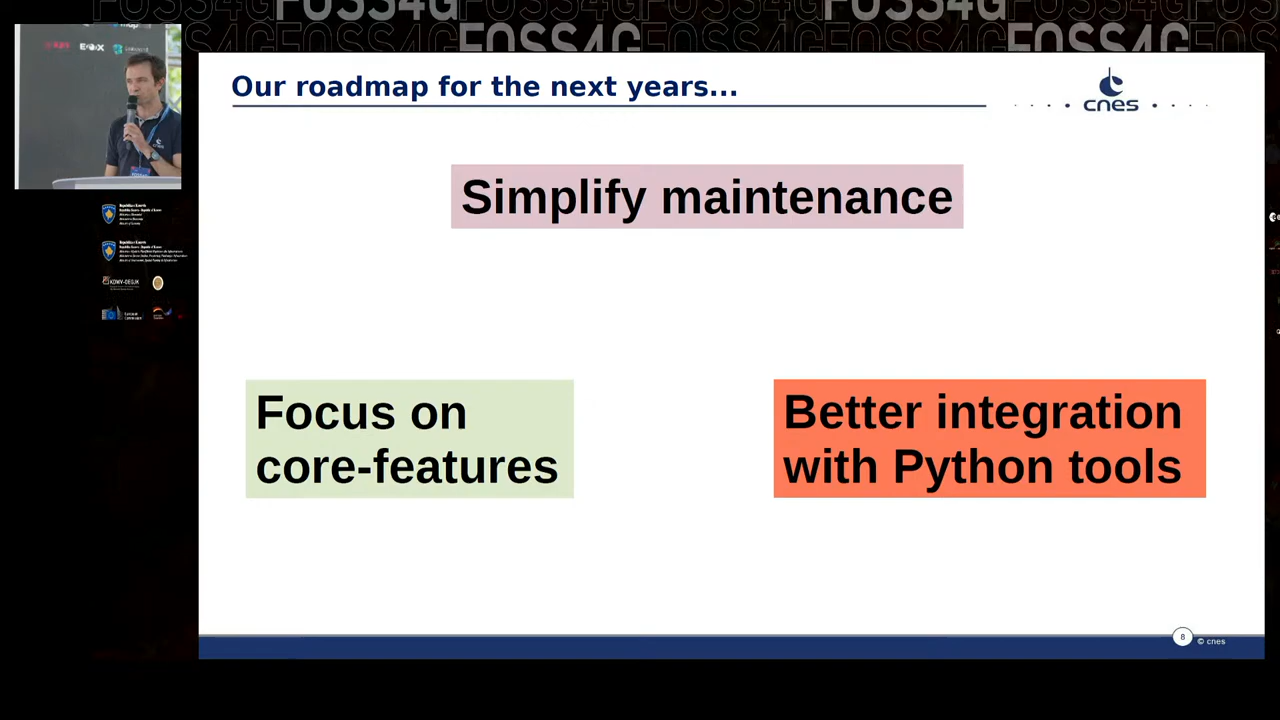 FOSS4G
Our roadmap for the next years...
cnes
Simplify maintenance
Focus on
core-features
Better integration
with Python tools
8
© cnes